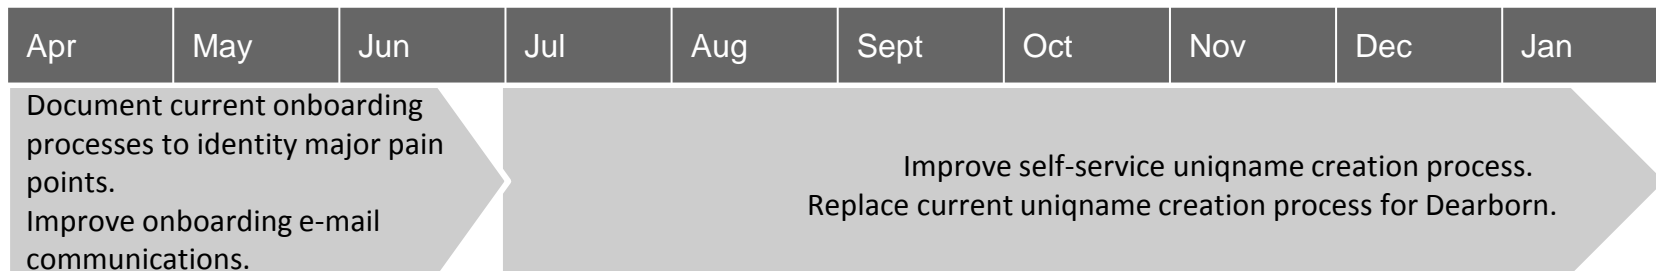 Apr May Jun Jul Aug Sept Oct Nov Dec Jan
Document current onboarding
processes to identity major pain
points.
Improve onboarding e-mail
communications.
Improve self-service uniqname creation process.
Replace current uniqname creation process for Dearborn.